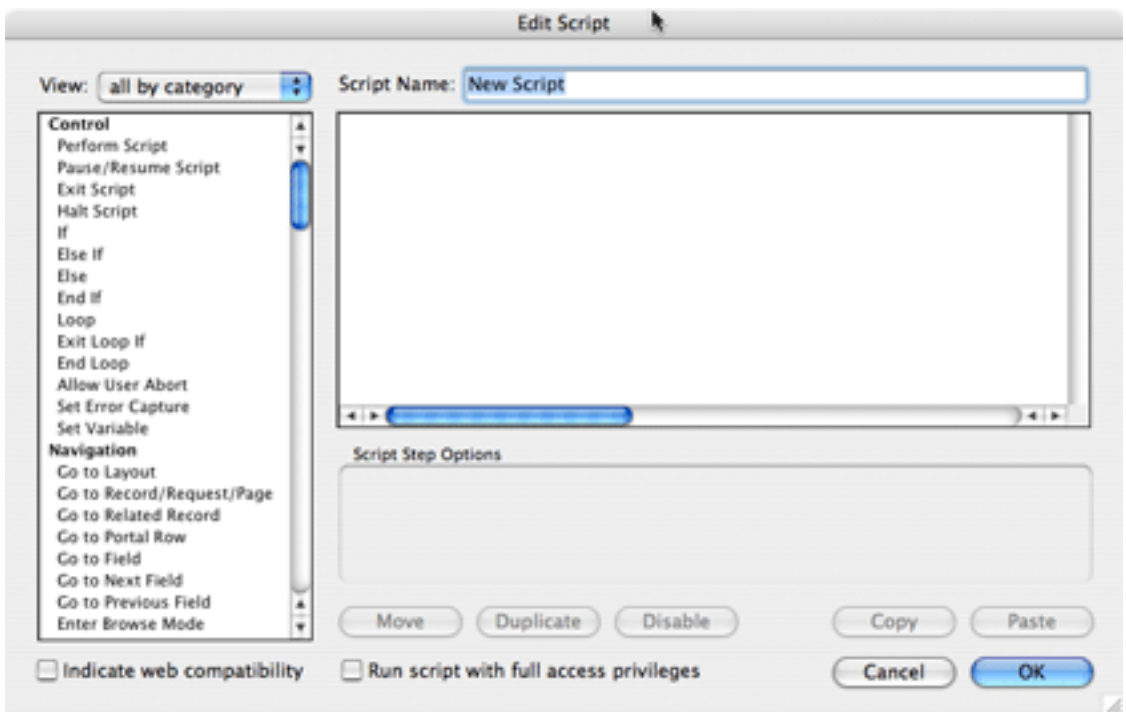 Edit Script
View: all by category
Script Name: New Script
Control
Perform Script
Pause/Resume Script
Exit Script
Halt Script
If
Else If
Else
End If
Loop
Exit Loop If
End Loop
Allow User Abort
Set Error Capture
Set Variable
Navigation
Go to Layout
Go to Record/Request/Page
Go to Related Record
Go to Portal Row
Go to Field
Go to Next Field
Go to Previous Field
Enter Browse Mode
Script Step Options
Move Duplicate Disable Copy Paste
Indicate web compatibility
Run script with full access privileges
Cancel OK